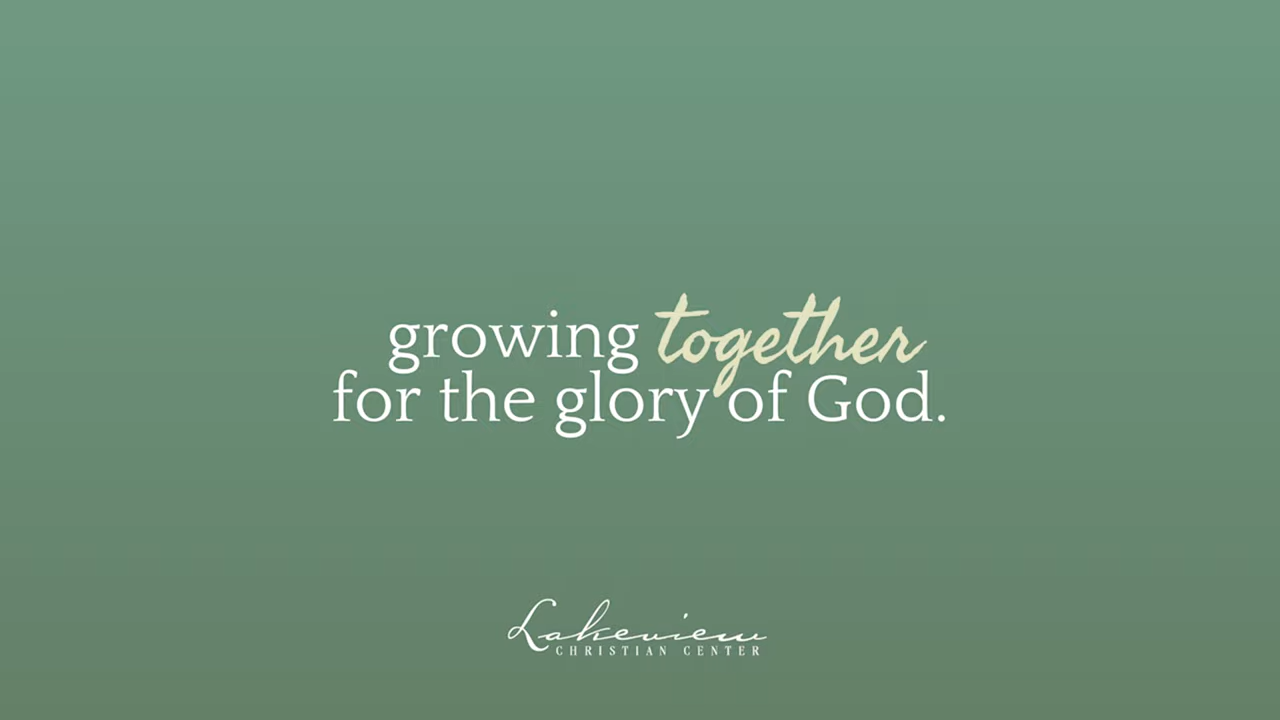 growing together
for the glory of God.
Lakeview
CHRISTIAN CENTER